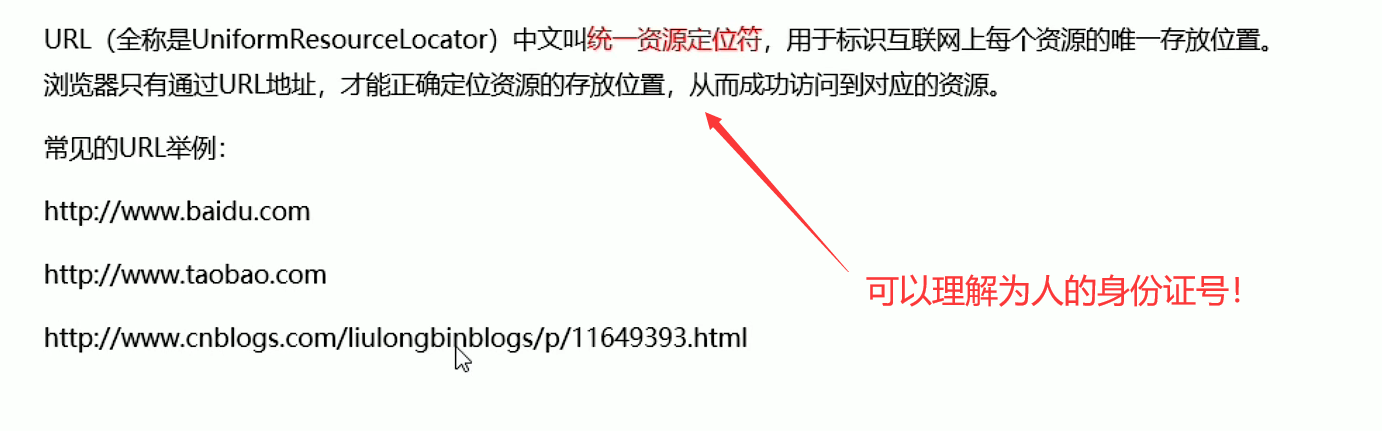 URL（全称是UniformResourceLocator）中文叫统一资源定位符，用于标识互联网上每个资源的唯一存放位置。
浏览器只有通过URL地址，才能正确定位资源的存放位置，从而成功访问到对应的资源。
常见的URL举例：
http://www.baidu.com
http://www.taobao.com
可以理解为人的身份证号！
http://www.cnblogs.com/liulongbinblogs/p/11649393.html